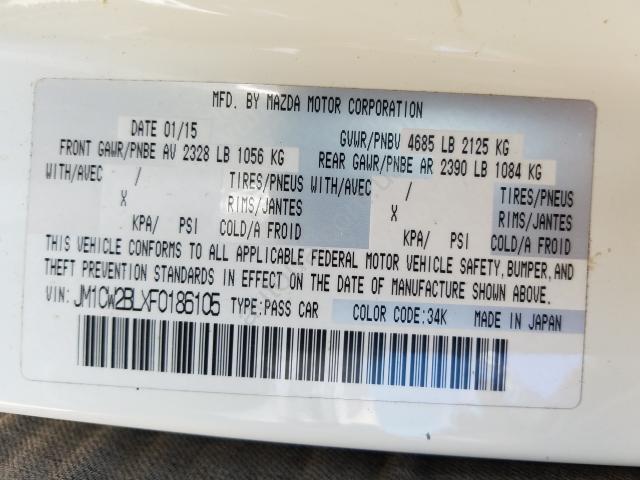 MFD. BY MAZDA MOTOR CORPORATION
DATE 01/15 GVWR/PNBV 4685 LB 2125 KG
FRONT GAWR/PNBE AV 2328 LB 1056 KG REAR GAWR/PNBE AR 2390 LB 1084 KG
WITH/AVEC / TIRES/PNEUS WITH/AVEC / TIRES/PNEUS
X RIMS/JANTES X RIMS/JANTES
KPA/ PSI COLD/A FROID KPA/ PSI COLD/A FROID
THIS VEHICLE CONFORMS TO ALL APPLICABLE FEDERAL MOTOR VEHICLE SAFETY, BUMPER, AND
THEFT PREVENTION STANDARDS IN EFFECT ON THE DATE OF MANUFACTURE SHOWN ABOVE.
VIN: JM1CW2BLXF0186105 TYPE:PASS CAR COLOR CODE:34K MADE IN JAPAN